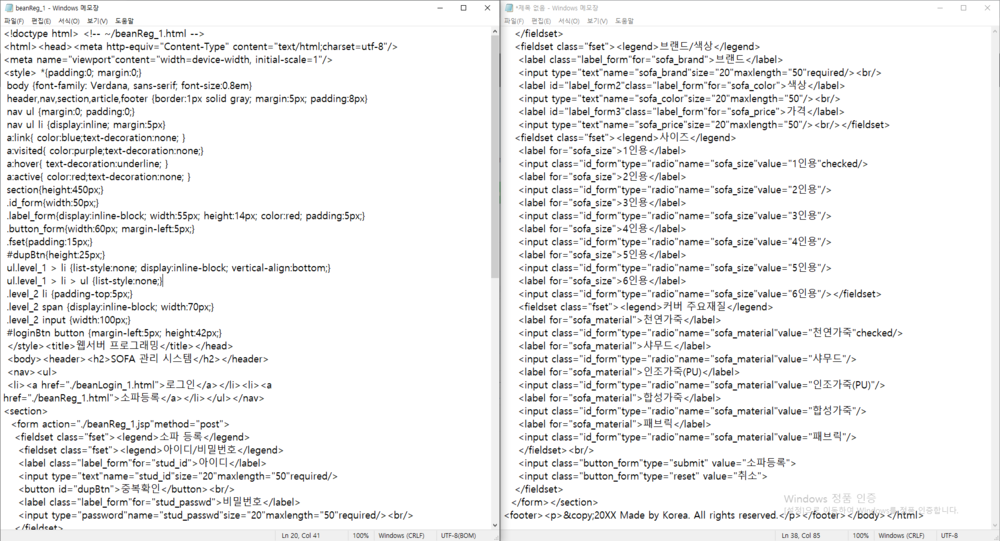 beanReg_1 - Windows 메모장
파일(F) 편집(E) 서식(O) 보기(V) 도움말
<!doctype html> <!-- ~/beanReg_1.html -->
<html><head><meta http-equiv="Content-Type" content="text/html;charset=utf-8"/>
<meta name="viewport"content="width=device-width, initial-scale=1"/>
<style> *{padding:0; margin:0;}
body {font-family: Verdana, sans-serif; font-size:0.8em}
header,nav,section,article,footer {border:1px solid gray; margin:5px; padding:8px}
nav ul {margin:0; padding:0;}
nav ul li {display:inline; margin:5px}
a:link{ color:blue;text-decoration:none; }
a:visited{ color:purple;text-decoration:none;}
a:hover{ text-decoration:underline; }
a:active{ color:red;text-decoration:none; }
section{height:450px;}
.id_form{width:50px;}
.label_form{display:inline-block; width:55px; height:14px; color:red; padding:5px;}
.button_form{width:60px; margin-left:5px;}
.fset{padding:15px;}
#dupBtn{height:25px;}
ul.level_1 > li {list-style:none; display:inline-block; vertical-align:bottom;}
ul.level_1 > li > ul {list-style:none;}
.level_2 li {padding-top:5px;}
.level_2 span {display:inline-block; width:70px;}
.level_2 input {width:100px;}
#loginBtn button {margin-left:5px; height:42px;}
</style><title>웹서버 프로그래밍</title></head>
<body><header><h2>SOFA 관리 시스템</h2></header>
<nav><ul>
<li><a href="./beanLogin_1.html">로그인</a></li><li><a
href="./beanReg_1.html">소파등록</a></li></ul></nav>
<section>
<form action="./beanReg_1.jsp"method="post">
<fieldset class="fset"><legend>소파 등록</legend>
<fieldset class="fset"><legend>아이디/비밀번호</legend>
<label class="label_form"for="stud_id">아이디</label>
<input type="text"name="stud_id"size="20"maxlength="50"required/>
<button id="dupBtn">중복확인</button><br/>
<label class="label_form"for="stud_passwd">비밀번호</label>
<input type="password"name="stud_passwd"size="20"maxlength="50"required/><br/>
</fieldset>
Ln 20, Col 41 100% Windows (CRLF) UTF-8(BOM)
*제목 없음 - Windows 메모장
파일(F) 편집(E) 서식(O) 보기(V) 도움말
</fieldset>
<fieldset class="fset"><legend>브랜드/색상</legend>
<label class="label_form"for="sofa_brand">브랜드</label>
<input type="text"name="sofa_brand"size="20"maxlength="50"required/><br/>
<label id="label_form2"class="label_form"for="sofa_color">색상</label>
<input type="text"name="sofa_color"size="20"maxlength="50"/><br/>
<label id="label_form3"class="label_form"for="sofa_price">가격</label>
<input type="text"name="sofa_price"size="20"maxlength="50"/><br/></fieldset>
<fieldset class="fset"><legend>사이즈</legend>
<label for="sofa_size">1인용</label>
<input class="id_form"type="radio"name="sofa_size"value="1인용"checked/>
<label for="sofa_size">2인용</label>
<input class="id_form"type="radio"name="sofa_size"value="2인용"/>
<label for="sofa_size">3인용</label>
<input class="id_form"type="radio"name="sofa_size"value="3인용"/>
<label for="sofa_size">4인용</label>
<input class="id_form"type="radio"name="sofa_size"value="4인용"/>
<label for="sofa_size">5인용</label>
<input class="id_form"type="radio"name="sofa_size"value="5인용"/>
<label for="sofa_size">6인용</label>
<input class="id_form"type="radio"name="sofa_size"value="6인용"/></fieldset>
<fieldset class="fset"><legend>커버 주요재질</legend>
<label for="sofa_material">천연가죽</label>
<input class="id_form"type="radio"name="sofa_material"value="천연가죽"checked/>
<label for="sofa_material">샤무드</label>
<input class="id_form"type="radio"name="sofa_material"value="샤무드"/>
<label for="sofa_material">인조가죽(PU)</label>
<input class="id_form"type="radio"name="sofa_material"value="인조가죽(PU)"/>
<label for="sofa_material">합성가죽</label>
<input class="id_form"type="radio"name="sofa_material"value="합성가죽"/>
<label for="sofa_material">패브릭</label>
<input class="id_form"type="radio"name="sofa_material"value="패브릭"/>
</fieldset><br/>
<input class="button_form"type="submit" value="소파등록">
<input class="button_form"type="reset" value="취소">
</fieldset>
</form></section>
<footer><p>&copy;20XX Made by Korea. All rights reserved.</p></footer></body></html>
Windows 정품 인증
[설정]으로 이동하여 Windows를 정품 인증합니다.
Ln 38, Col 85 100% Windows (CRLF) UTF-8